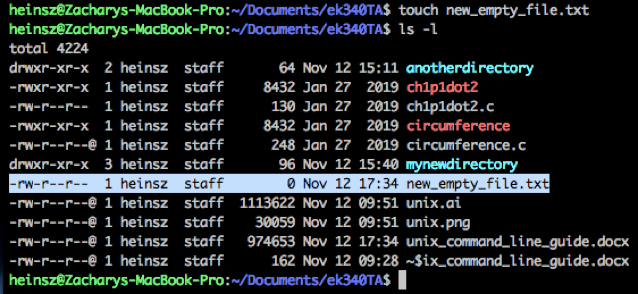 heinsz@Zacharys-MacBook-Pro:~/Documents/ek340TA$ touch new_empty_file.txt
heinsz@Zacharys-MacBook-Pro:~/Documents/ek340TA$ ls -l
total 4224
drwxr-xr-x  2 heinsz  staff       64 Nov 12 15:11 anotherdirectory
-rwxr-xr-x  1 heinsz  staff     8432 Jan 27  2019 ch1p1dot2
-rw-r--r--  1 heinsz  staff      130 Nov 12 09:51 ch1p1dot2.c
-rwxr-xr-x  1 heinsz  staff     8432 Jan 27  2019 circumference
-rw-r--r--@ 1 heinsz  staff      248 Jan 27  2019 circumference.c
drwxr-xr-x  3 heinsz  staff       96 Nov 12 15:40 mynewdirectory
-rw-r--r--  1 heinsz  staff        0 Nov 12 17:34 new_empty_file.txt
-rw-r--r--@ 1 heinsz  staff  1113622 Nov 12 09:51 unix.ai
-rw-r--r--  1 heinsz  staff    30059 Nov 12 09:51 unix.png
-rw-r--r--@ 1 heinsz  staff   974653 Nov 12 17:34 unix_command_line_guide.docx
-rw-r--r--@ 1 heinsz  staff      162 Nov 12 09:28 ~$ix_command_line_guide.docx
heinsz@Zacharys-MacBook-Pro:~/Documents/ek340TA$